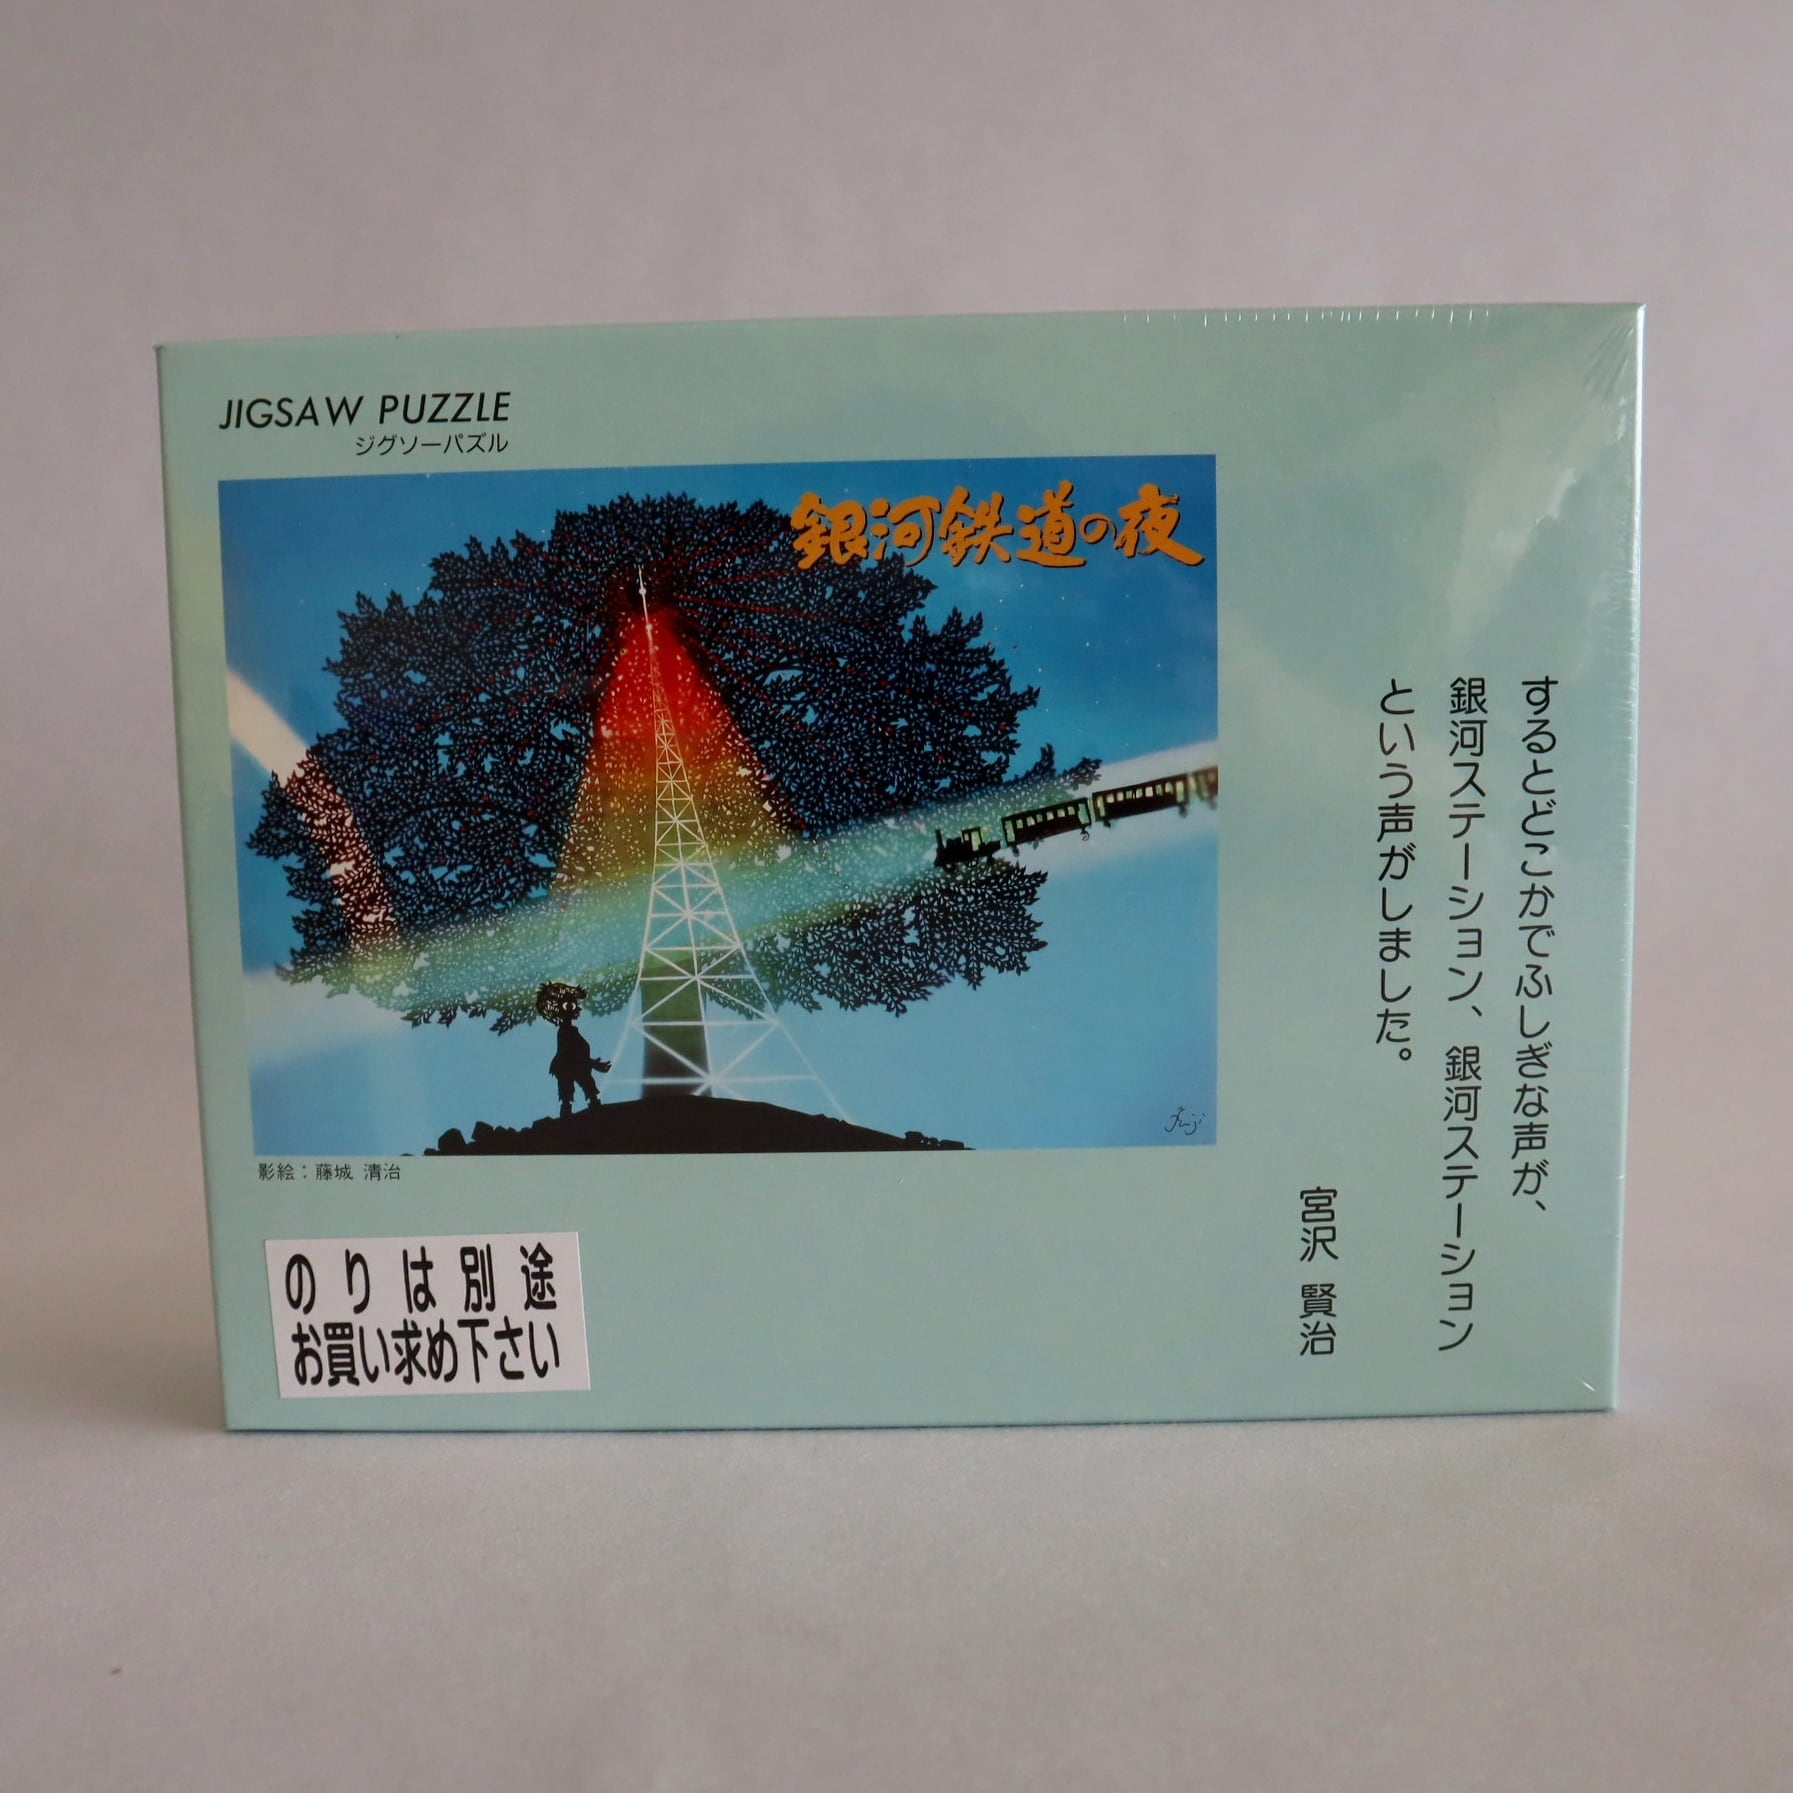 JIGSAW PUZZLE
ジグソーパズル
銀河鉄道の夜
するとどこかでふしぎな声が、
銀河ステーション、銀河ステーション
という声がしました。
宮沢 賢治
影絵：藤城 清治
のりは別途
お買い求め下さい